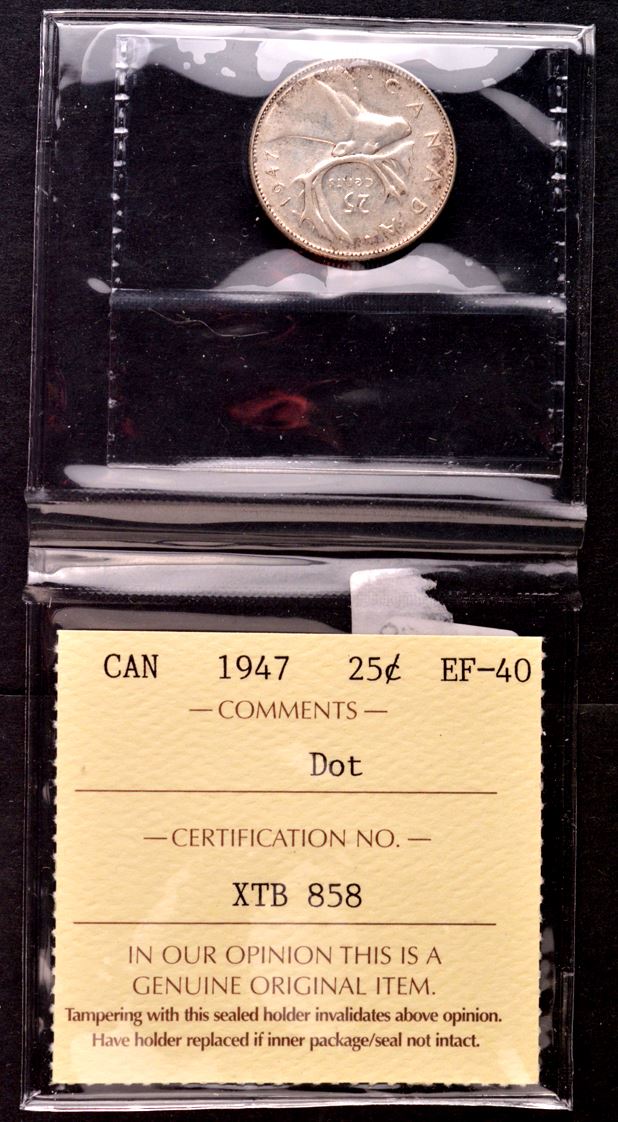 CANADA
25
cents
1947
CAN 1947 25¢ EF-40
— COMMENTS —
Dot
— CERTIFICATION NO. —
XTB 858
IN OUR OPINION THIS IS A
GENUINE ORIGINAL ITEM.
Tampering with this sealed holder invalidates above opinion.
Have holder replaced if inner package/seal not intact.